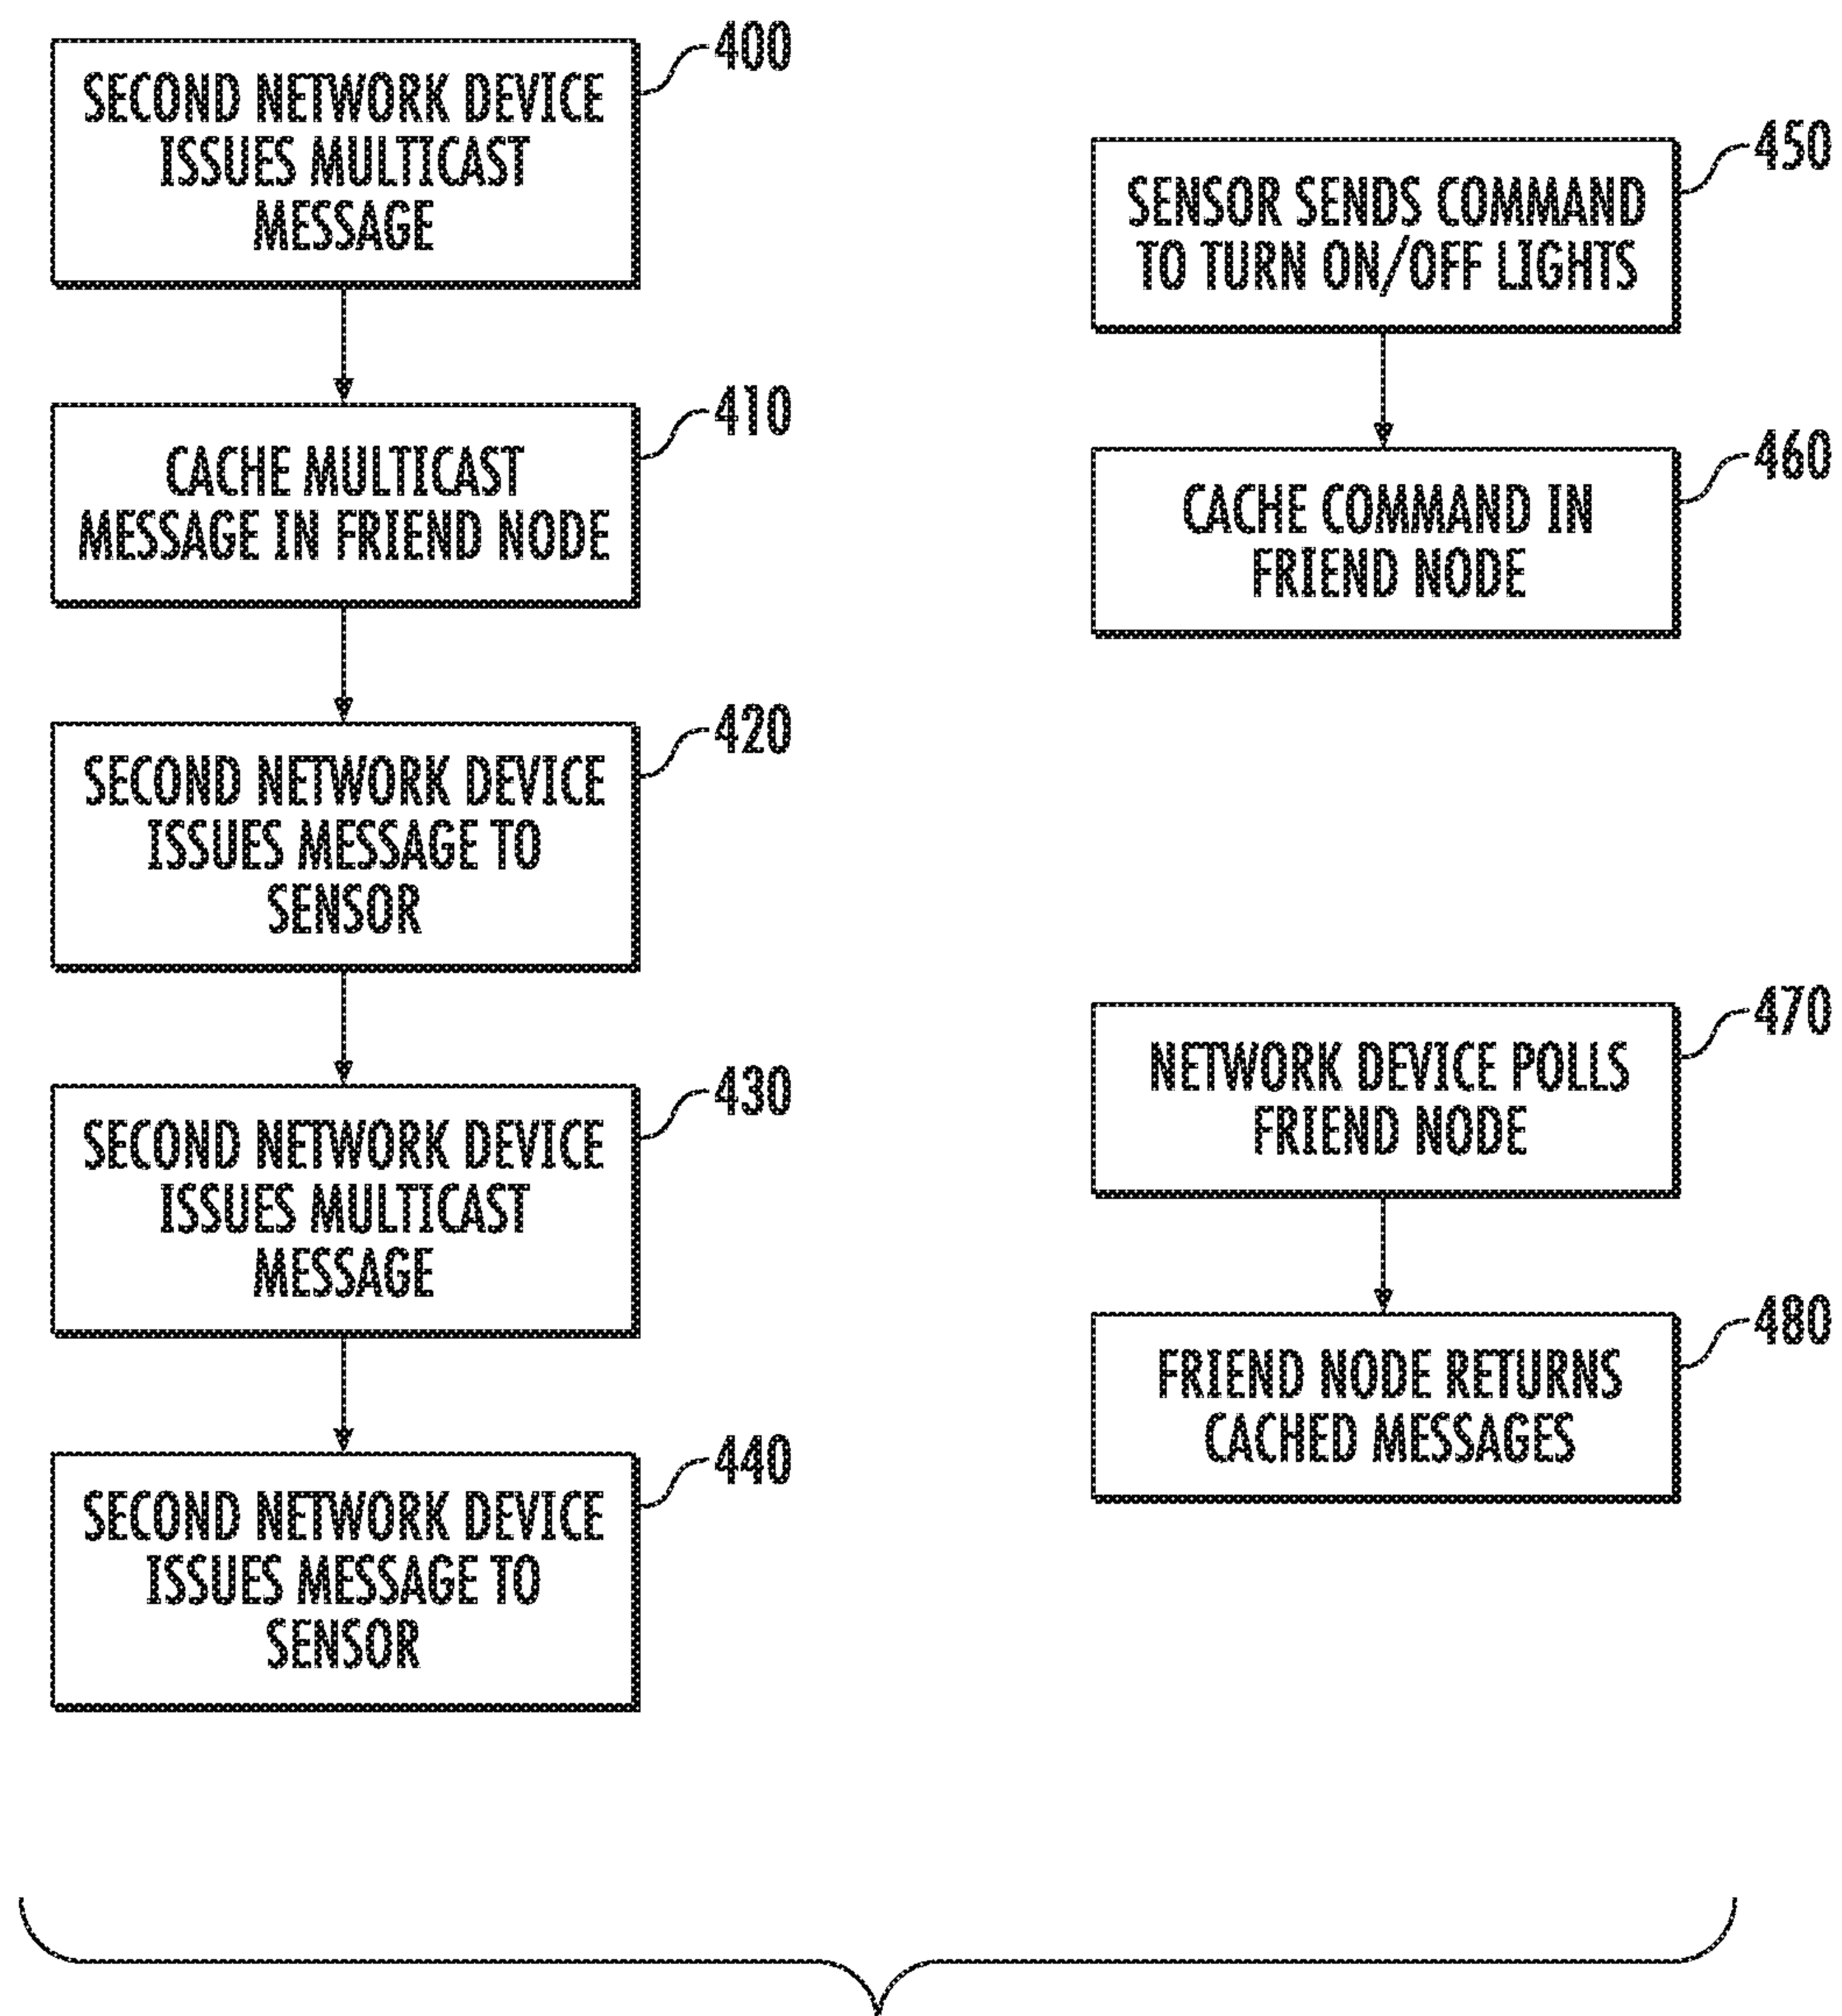 400
SECOND NETWORK DEVICE
ISSUES MULTICAST
MESSAGE
410
CACHE MULTICAST
MESSAGE IN FRIEND NODE
420
SECOND NETWORK DEVICE
ISSUES MESSAGE TO
SENSOR
430
SECOND NETWORK DEVICE
ISSUES MULTICAST
MESSAGE
440
SECOND NETWORK DEVICE
ISSUES MESSAGE TO
SENSOR
450
SENSOR SENDS COMMAND
TO TURN ON/OFF LIGHTS
460
CACHE COMMAND IN
FRIEND NODE
470
NETWORK DEVICE POLLS
FRIEND NODE
480
FRIEND NODE RETURNS
CACHED MESSAGES